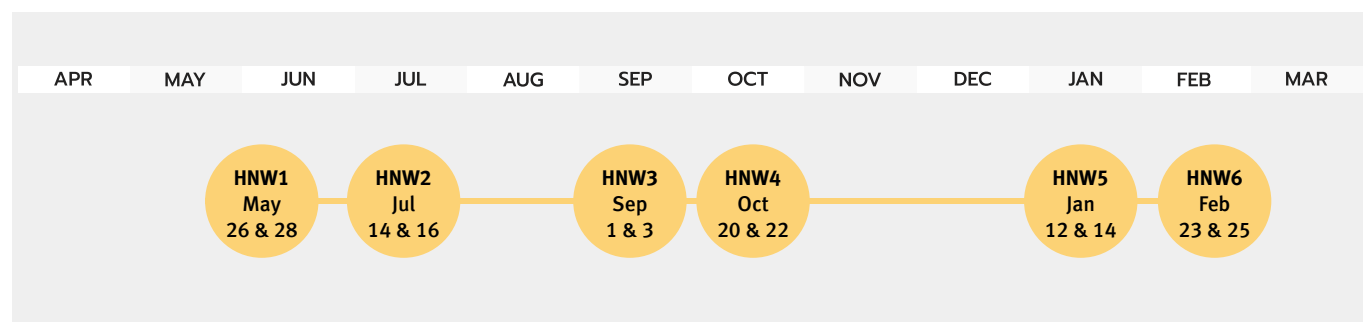 APR MAY JUN JUL AUG SEP OCT NOV DEC JAN FEB MAR
HNW1
May
26 & 28
HNW2
Jul
14 & 16
HNW3
Sep
1 & 3
HNW4
Oct
20 & 22
HNW5
Jan
12 & 14
HNW6
Feb
23 & 25